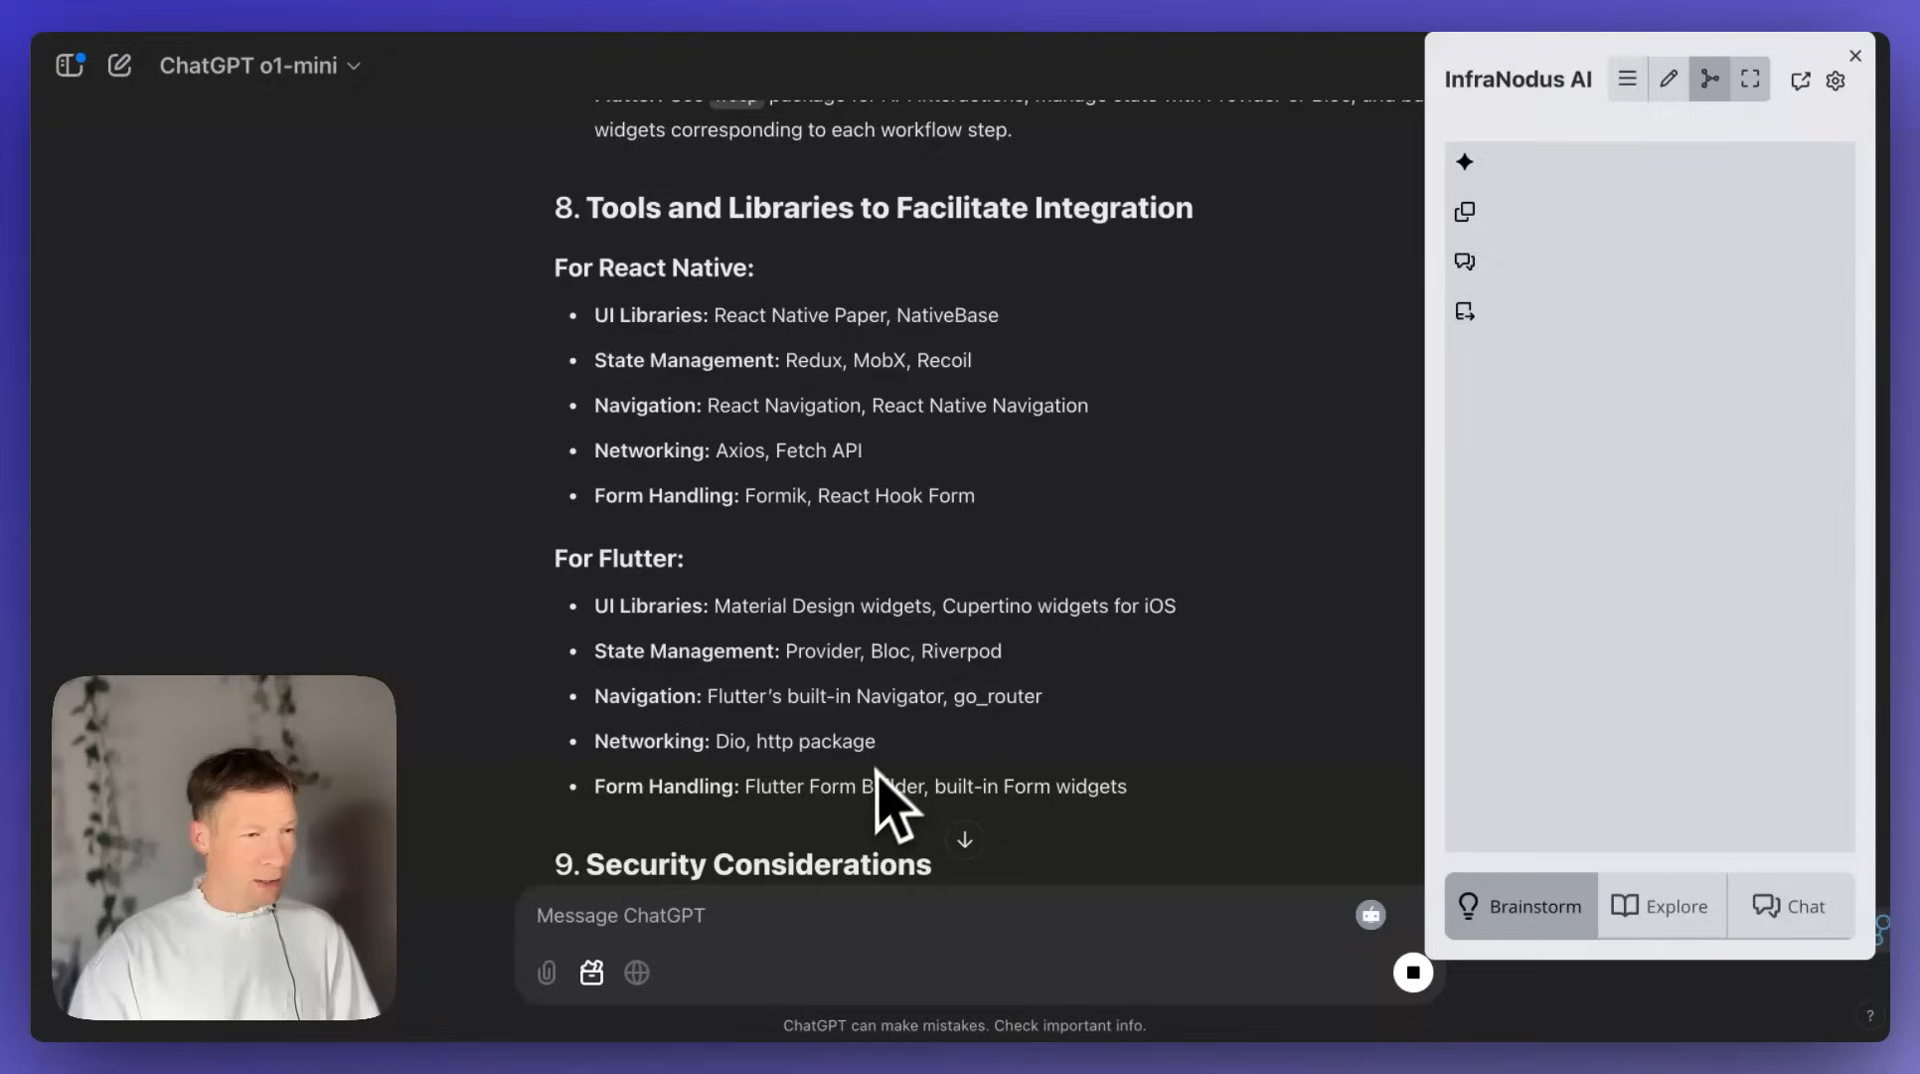 ChatGPT o1-mini
InfraNodus AI
widgets corresponding to each workflow step.
8. Tools and Libraries to Facilitate Integration
For React Native:
• UI Libraries: React Native Paper, NativeBase
• State Management: Redux, MobX, Recoil
• Navigation: React Navigation, React Native Navigation
• Networking: Axios, Fetch API
• Form Handling: Formik, React Hook Form
For Flutter:
• UI Libraries: Material Design widgets, Cupertino widgets for iOS
• State Management: Provider, Bloc, Riverpod
• Navigation: Flutter’s built-in Navigator, go_router
• Networking: Dio, http package
• Form Handling: Flutter Form Builder, built-in Form widgets
9. Security Considerations
Message ChatGPT
Brainstorm
Explore
Chat
ChatGPT can make mistakes. Check important info.
?